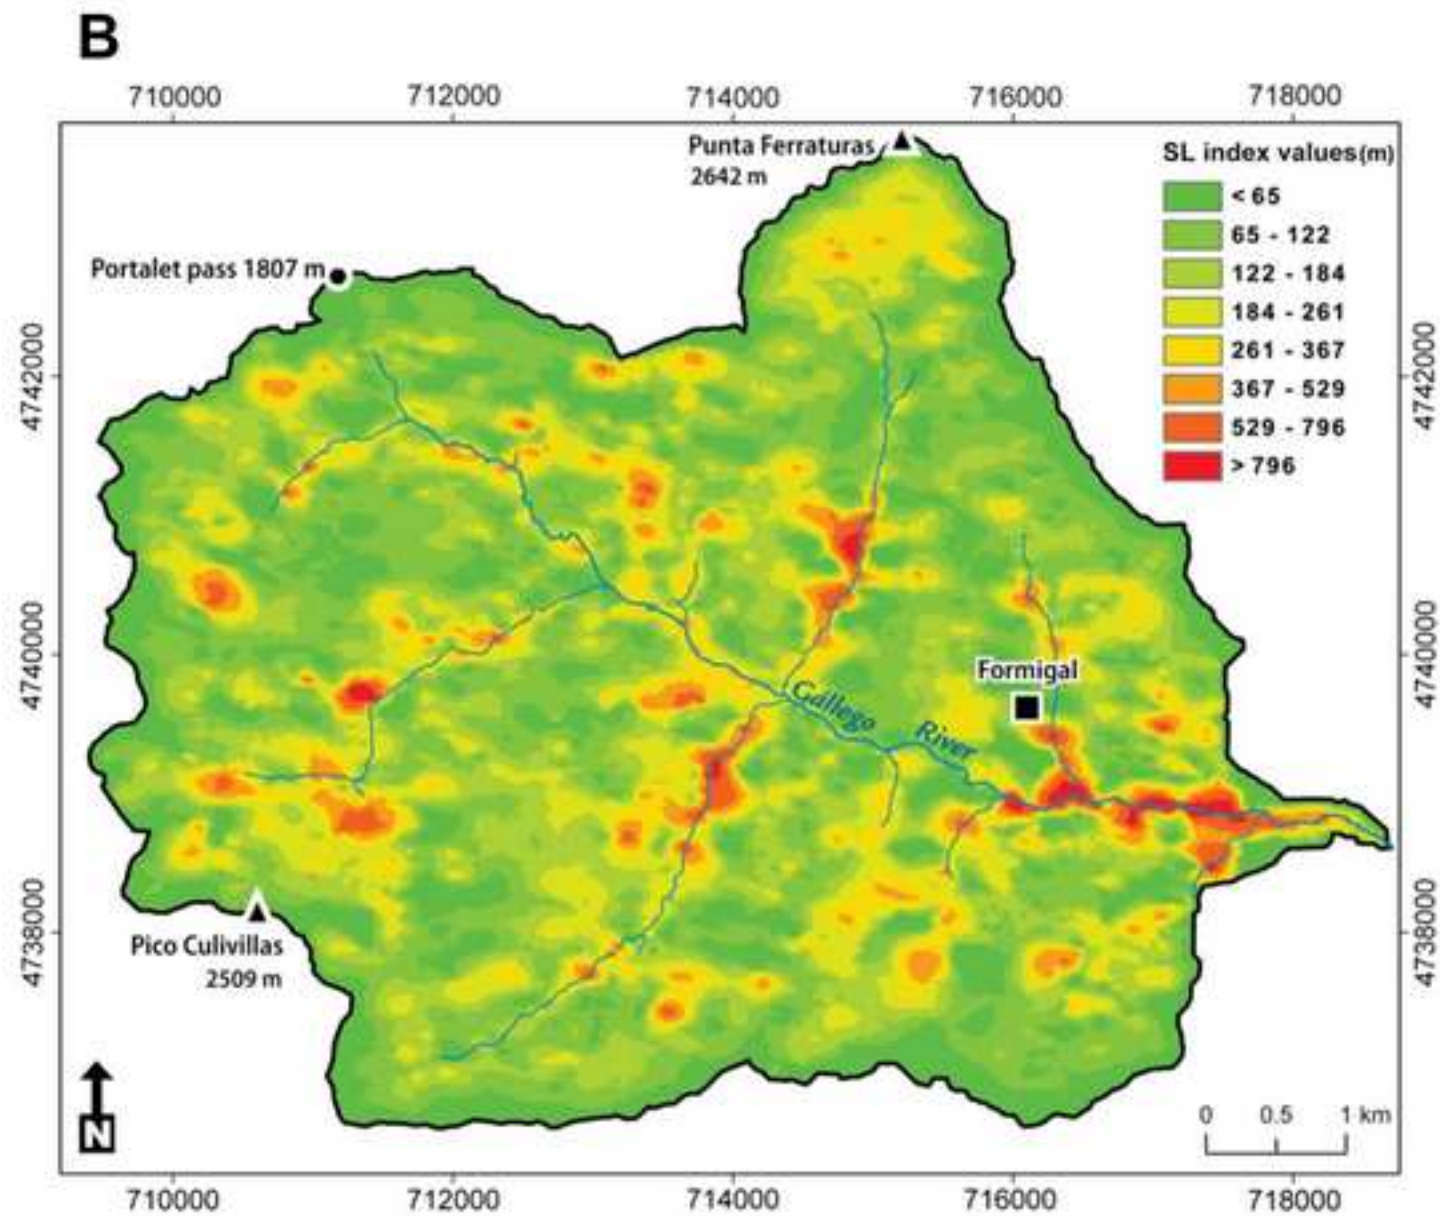 B
710000 712000 714000 716000 718000
Punta Ferraturas
2642 m
SL index values(m)
< 65
65 - 122
122 - 184
184 - 261
261 - 367
367 - 529
529 - 796
> 796
Portalet pass 1807 m
4742000 4742000
4740000 4740000
Formigal
Gállego River
4738000 4738000
Pico Culivillas
2509 m
N
0 0.5 1 km
710000 712000 714000 716000 718000